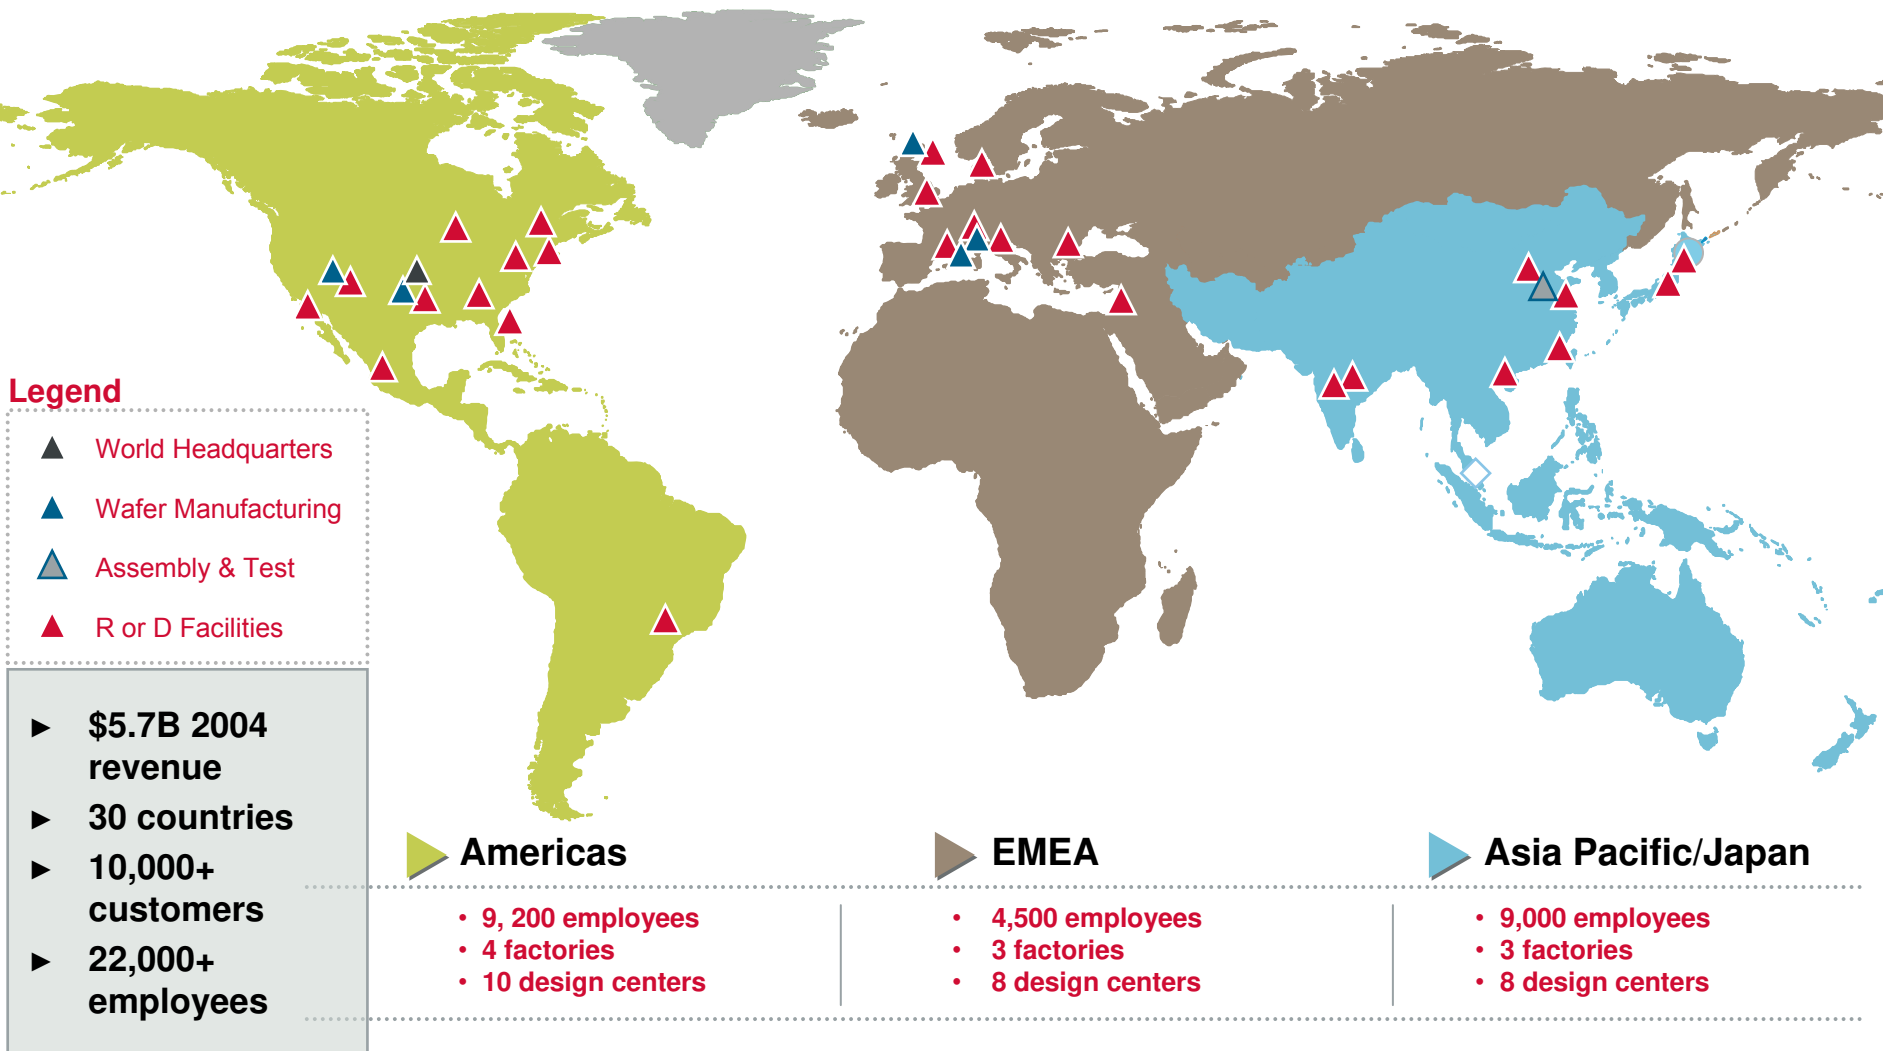 Legend
World Headquarters
Wafer Manufacturing
Assembly & Test
R or D Facilities
► $5.7B 2004
revenue
► 30 countries
► 10,000+
customers
► 22,000+
employees
Americas
• 9, 200 employees
• 4 factories
• 10 design centers
EMEA
• 4,500 employees
• 3 factories
• 8 design centers
Asia Pacific/Japan
• 9,000 employees
• 3 factories
• 8 design centers